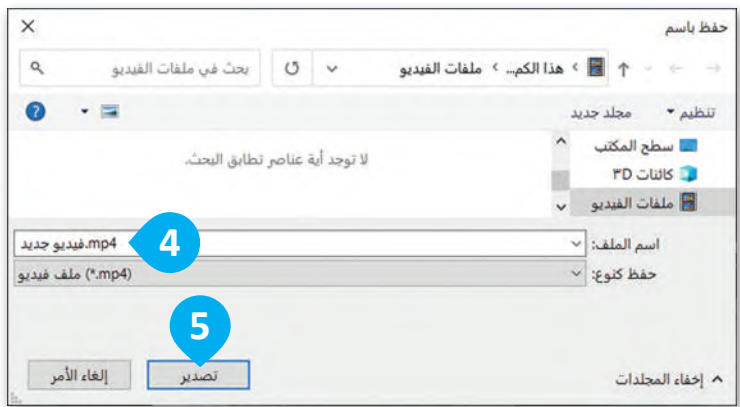 حفظ باسم
هذا الكم... ‹ ملفات الفيديو
بحث في ملفات الفيديو
تنظيم
مجلد جديد
سطح المكتب
كائنات ٣D
ملفات الفيديو
لا توجد أية عناصر تطابق البحث.
اسم الملف:
فيديو جديد.mp4
4
حفظ كنوع:
ملف فيديو (*.mp4)
5
إخفاء المجلدات
تصدير
إلغاء الأمر